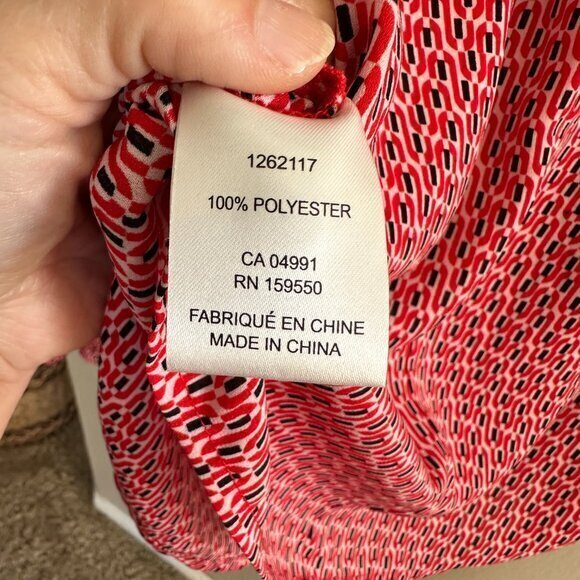 1262117
100% POLYESTER
CA 04991
RN 159550
FABRIQUÉ EN CHINE
MADE IN CHINA